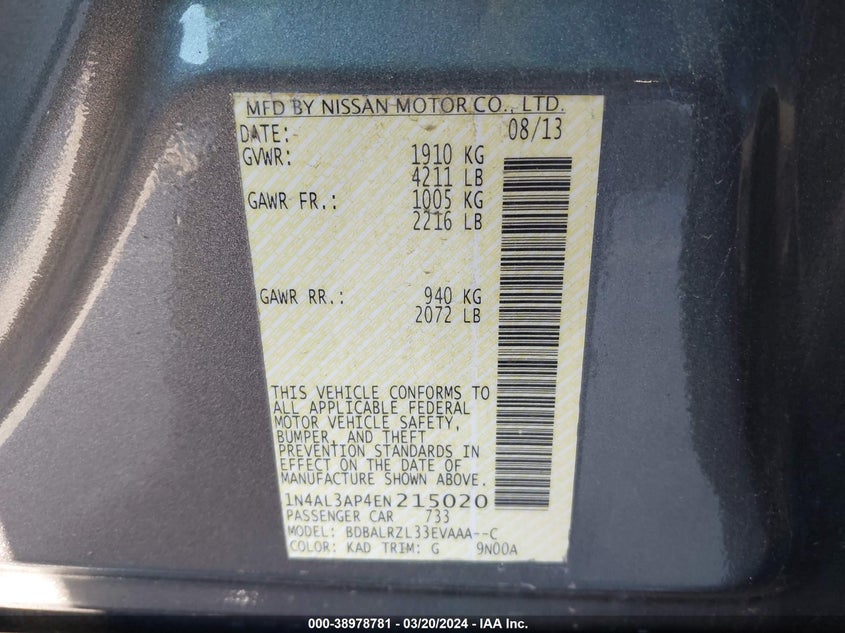 MFD BY NISSAN MOTOR CO., LTD.
DATE: 08/13
GVWR: 1910 KG
4211 LB
GAWR FR.: 1005 KG
2216 LB
GAWR RR.: 940 KG
2072 LB
THIS VEHICLE CONFORMS TO
ALL APPLICABLE FEDERAL
MOTOR VEHICLE SAFETY,
BUMPER, AND THEFT
PREVENTION STANDARDS IN
EFFECT ON THE DATE OF
MANUFACTURE SHOWN ABOVE.
1N4AL3AP4EN215020
PASSENGER CAR 733
MODEL: BDBALRZL33EVAAA--C
COLOR: KAD TRIM: G 9N00A
000-38978781 - 03/20/2024 - IAA Inc.